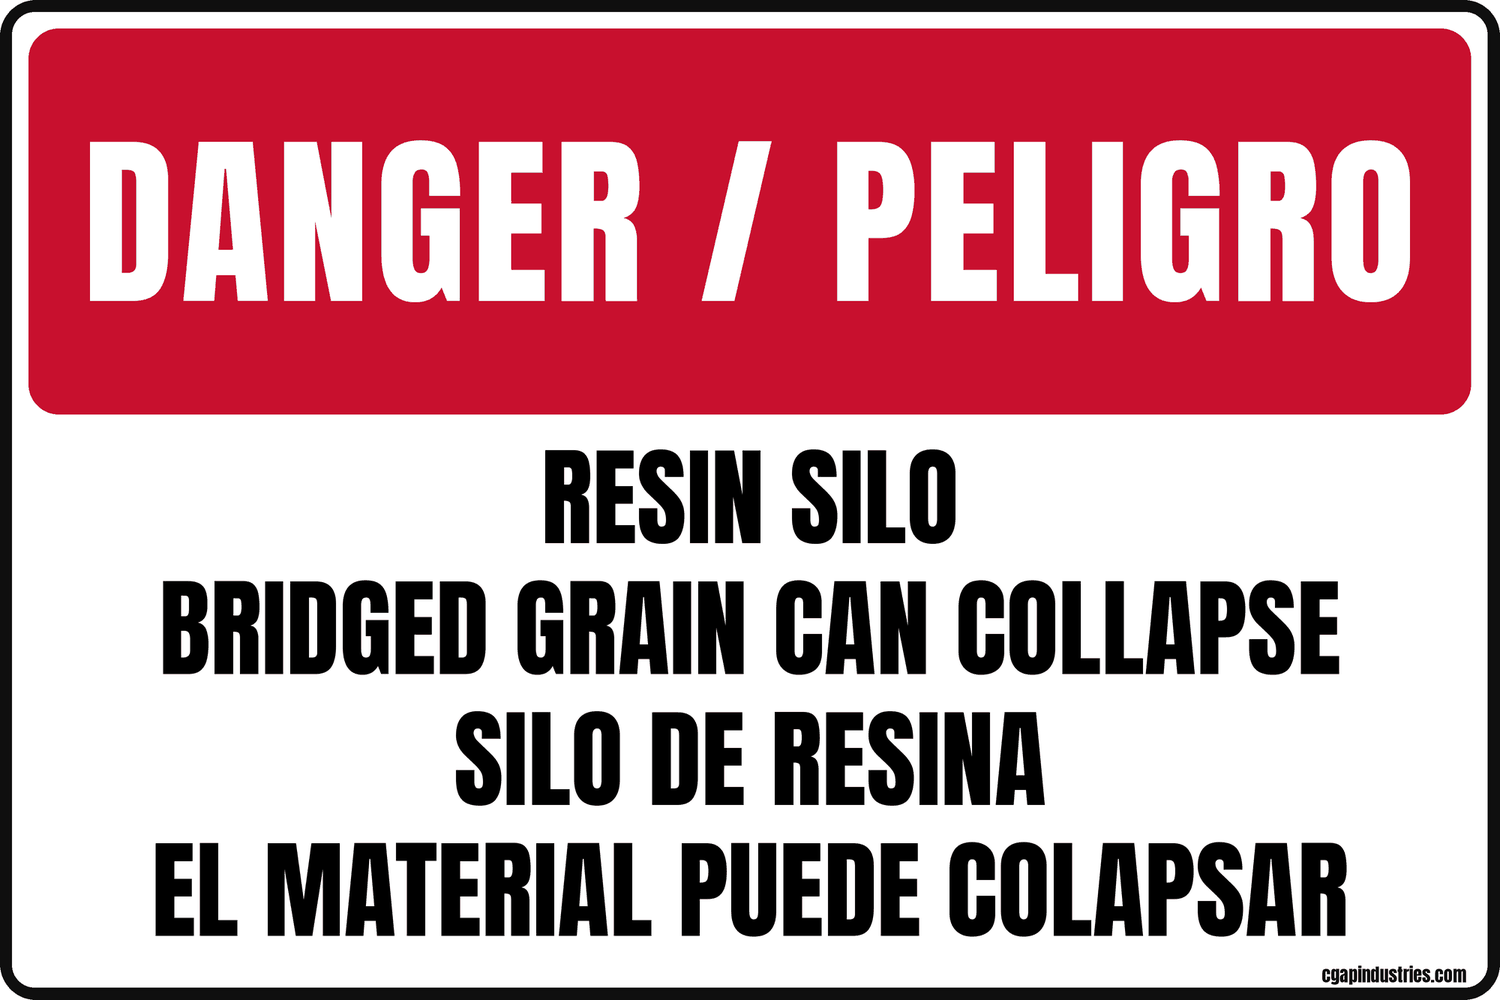 DANGER / PELIGRO
RESIN SILO
BRIDGED GRAIN CAN COLLAPSE
SILO DE RESINA
EL MATERIAL PUEDE COLAPSAR
cgapindustries.com